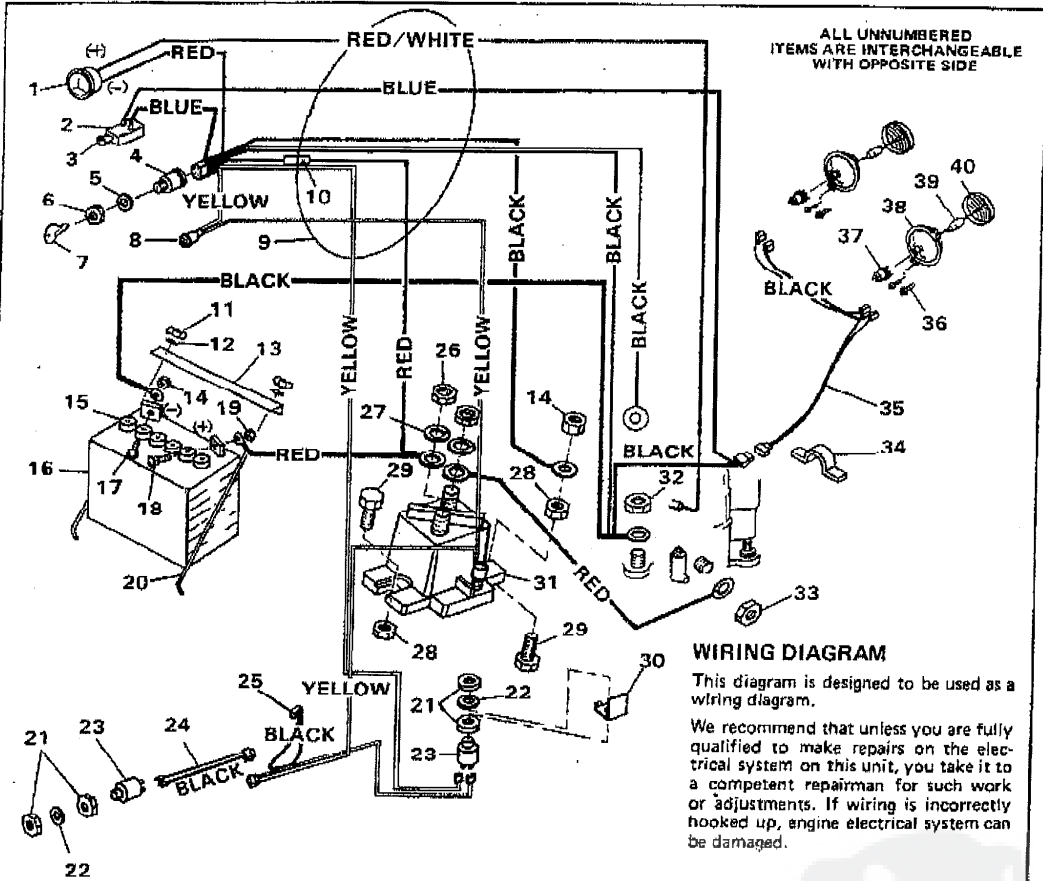 ALL UNNUMBERED
ITEMS ARE INTERCHANGEABLE
WITH OPPOSITE SIDE
(+)
RED/WHITE
RED
1
(-)
BLUE
BLUE
2
3
4
5
6
7
YELLOW
8
9
10
BLACK
BLACK
BLACK
BLACK
YELLOW
RED
YELLOW
11
12
13
14
15
(-)
(+)
19
16
17
18
RED
20
26
27
29
14
28
BLACK
32
31
RED
28
29
33
34
35
BLACK
36
37
38
39
40
30
21
22
23
YELLOW
25
BLACK
24
BLACK
23
21
22
WIRING DIAGRAM
This diagram is designed to be used as a
wiring diagram.
We recommend that unless you are fully
qualified to make repairs on the elec-
trical system on this unit, you take it to
a competent repairman for such work
or adjustments. If wiring is incorrectly
hooked up, engine electrical system can
be damaged.